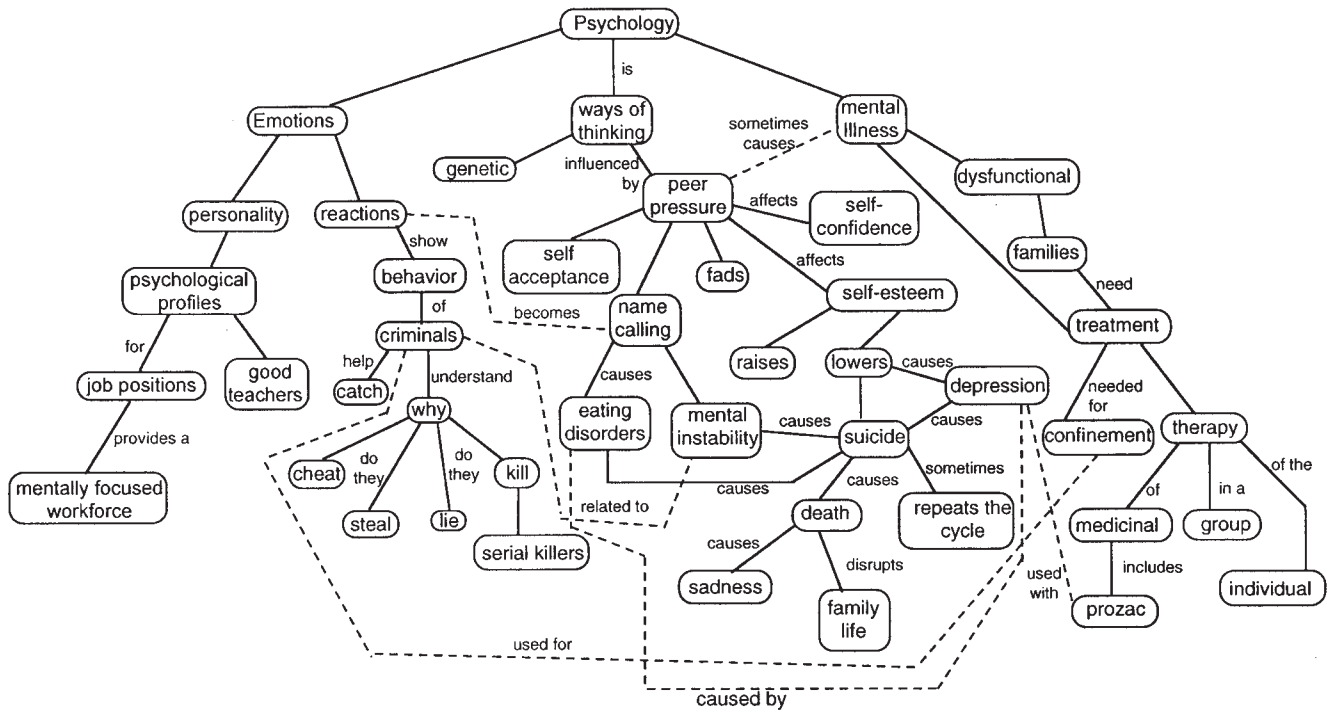 Psychology
is
Emotions
ways of
thinking
mental
Illness
sometimes
causes
genetic
influenced
by
peer
pressure
affects
self-
confidence
dysfunctional
personality
reactions
show
self
acceptance
fads
affects
families
need
psychological
profiles
behavior
of
becomes
name
calling
self-esteem
treatment
for
criminals
help
catch
understand
job positions
good
teachers
raises
lowers
causes
depression
causes
needed
for
confinement
therapy
why
causes
eating
disorders
mental
instability
causes
suicide
provides a
mentally focused
workforce
cheat
do
they
do
they
kill
steal
lie
serial killers
related to
causes
causes
sometimes
repeats the
cycle
death
causes
sadness
disrupts
family
life
of
in a
of the
medicinal
group
includes
individual
used
with
prozac
used for
caused by